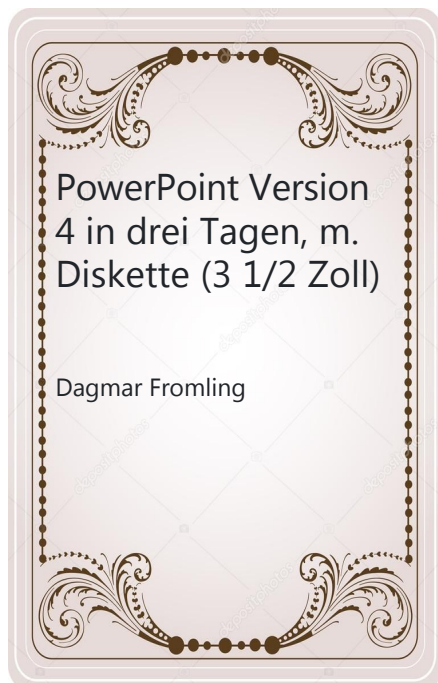 PowerPoint Version
4 in drei Tagen, m.
Diskette (3 1/2 Zoll)
Dagmar Fromling